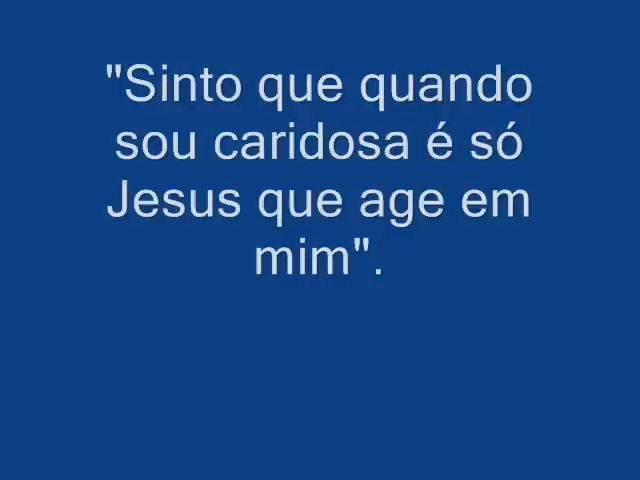 "Sinto que quando
sou caridosa é só
Jesus que age em
mim".